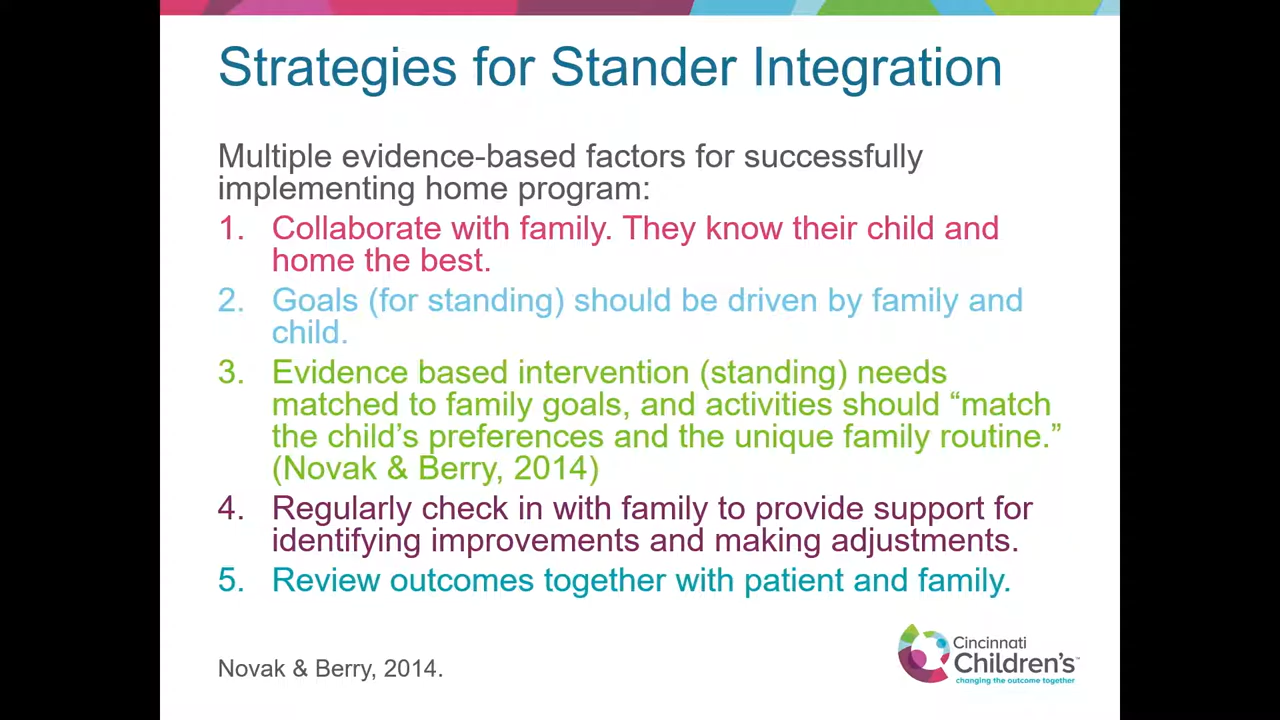 Strategies for Stander Integration
Multiple evidence-based factors for successfully
implementing home program:
1. Collaborate with family. They know their child and
home the best.
2. Goals (for standing) should be driven by family and
child.
3. Evidence based intervention (standing) needs
matched to family goals, and activities should “match
the child’s preferences and the unique family routine.”
(Novak & Berry, 2014)
4. Regularly check in with family to provide support for
identifying improvements and making adjustments.
5. Review outcomes together with patient and family.
Novak & Berry, 2014.
Cincinnati
Children’s™
changing the outcome together